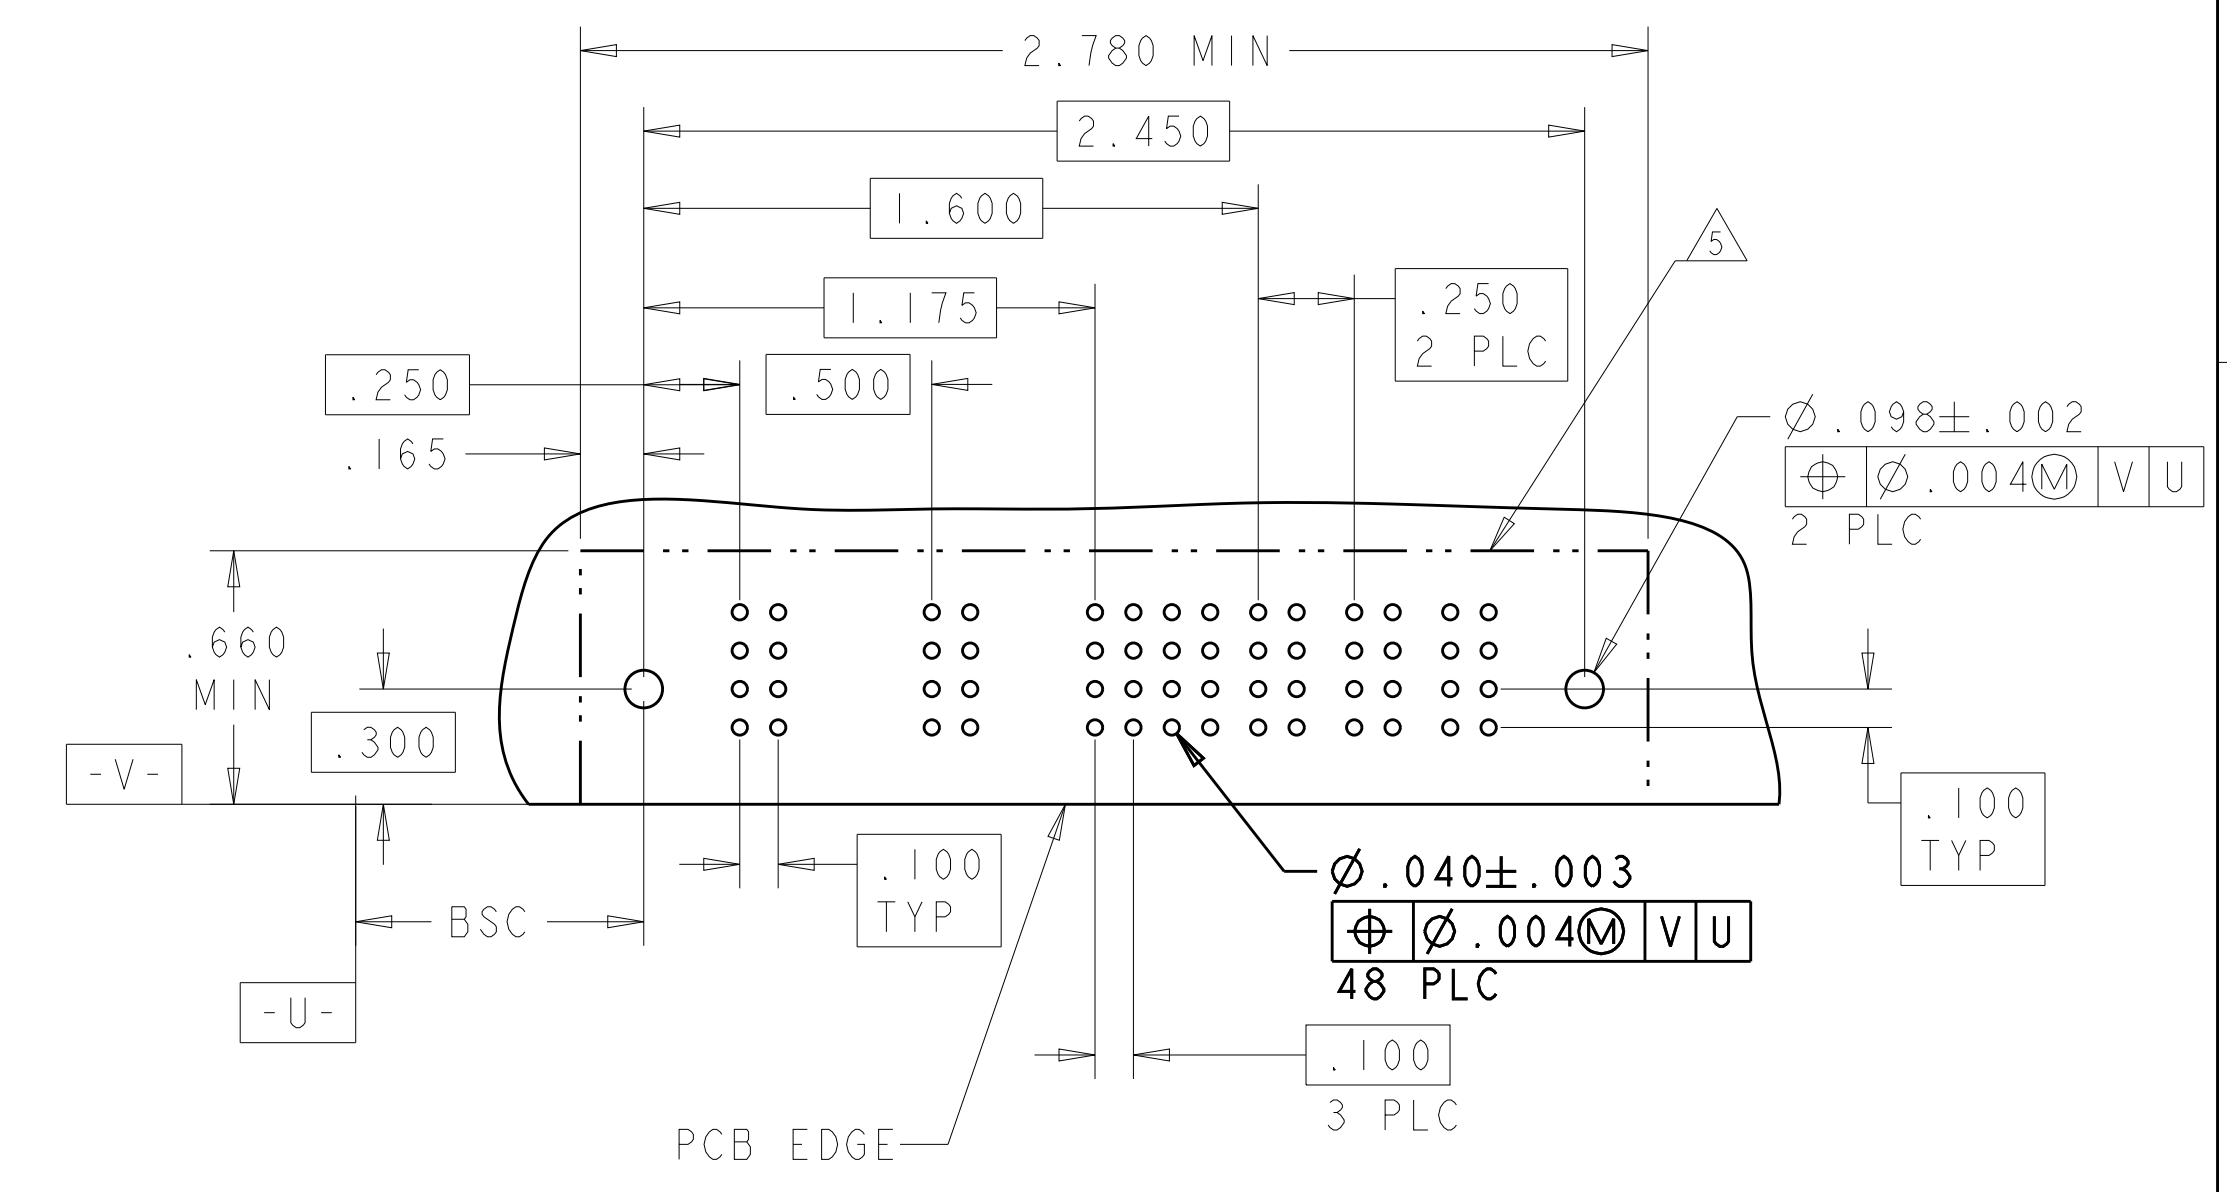 2.780 MIN
2.450
1.600
5
1.175
.250
2 PLC
.250
.500
.165
Ø.098±.002
⌖ Ø.004Ⓜ V U
2 PLC
.660
MIN
.300
-V-
.100
TYP
.100
TYP
Ø.040±.003
⌖ Ø.004Ⓜ V U
48 PLC
BSC
-U-
.100
3 PLC
PCB EDGE